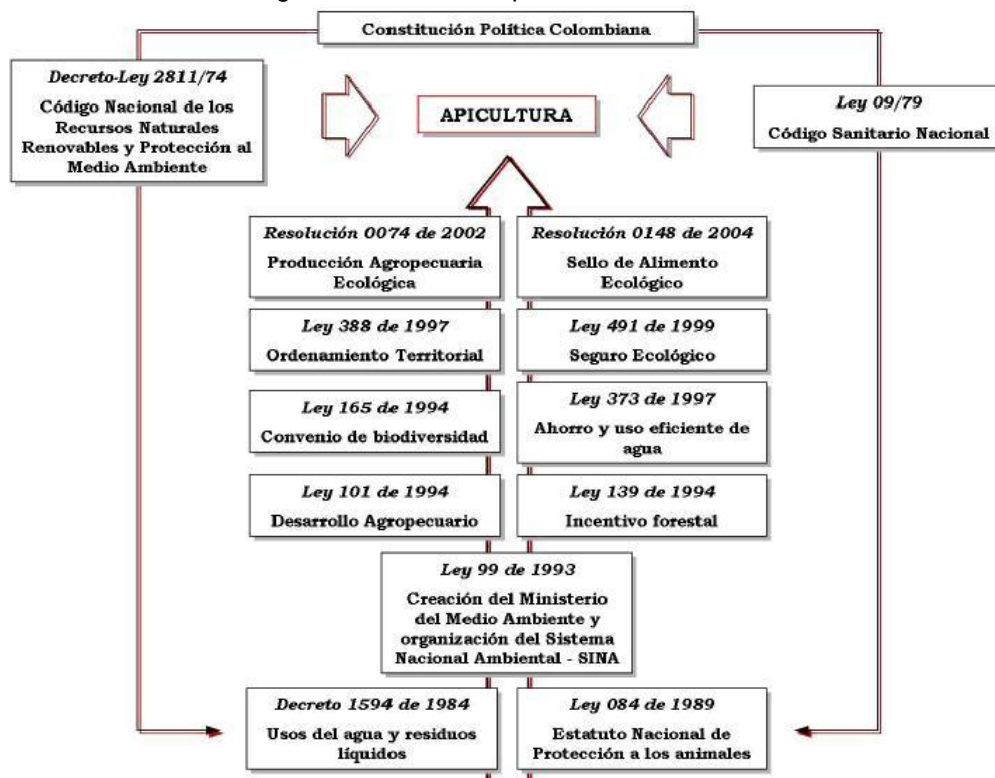 Constitución Política Colombiana
Decreto-Ley 2811/74
Código Nacional de los
Recursos Naturales
Renovables y Protección al
Medio Ambiente
APICULTURA
Ley 09/79
Código Sanitario Nacional
Resolución 0074 de 2002
Producción Agropecuaria
Ecológica
Resolución 0148 de 2004
Sello de Alimento
Ecológico
Ley 388 de 1997
Ordenamiento Territorial
Ley 491 de 1999
Seguro Ecológico
Ley 165 de 1994
Convenio de biodiversidad
Ley 373 de 1997
Ahorro y uso eficiente de
agua
Ley 101 de 1994
Desarrollo Agropecuario
Ley 139 de 1994
Incentivo forestal
Ley 99 de 1993
Creación del Ministerio
del Medio Ambiente y
organización del Sistema
Nacional Ambiental - SINA
Decreto 1594 de 1984
Usos del agua y residuos
líquidos
Ley 084 de 1989
Estatuto Nacional de
Protección a los animales